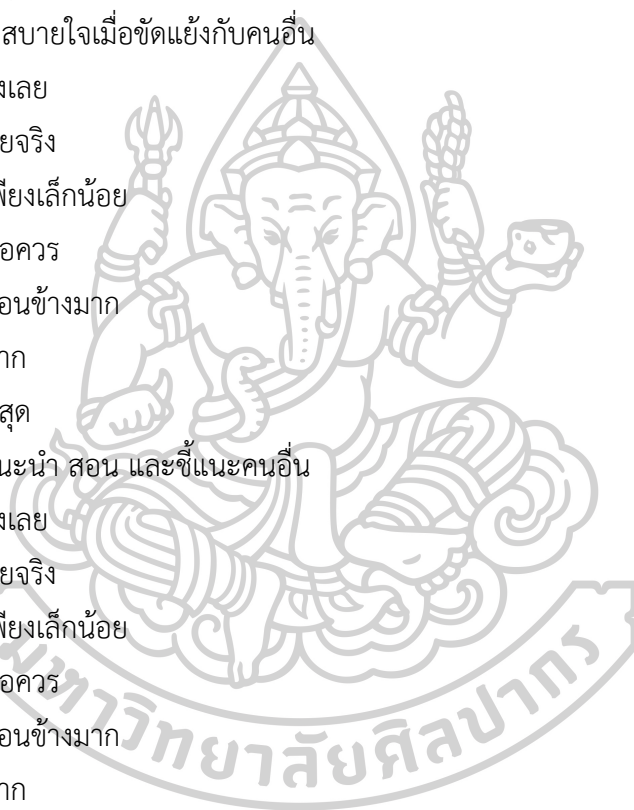 สบายใจเมื่อขัดแย้งกับคนอื่น
งเลย
ยจริง
พียงเล็กน้อย
อควร
อนข้างมาก
าก
สุด
นะนำ สอน และชี้แนะคนอื่น
งเลย
ยจริง
พียงเล็กน้อย
อควร
อนข้างมาก
าก
มหาวิทยาลัยศิลปากร